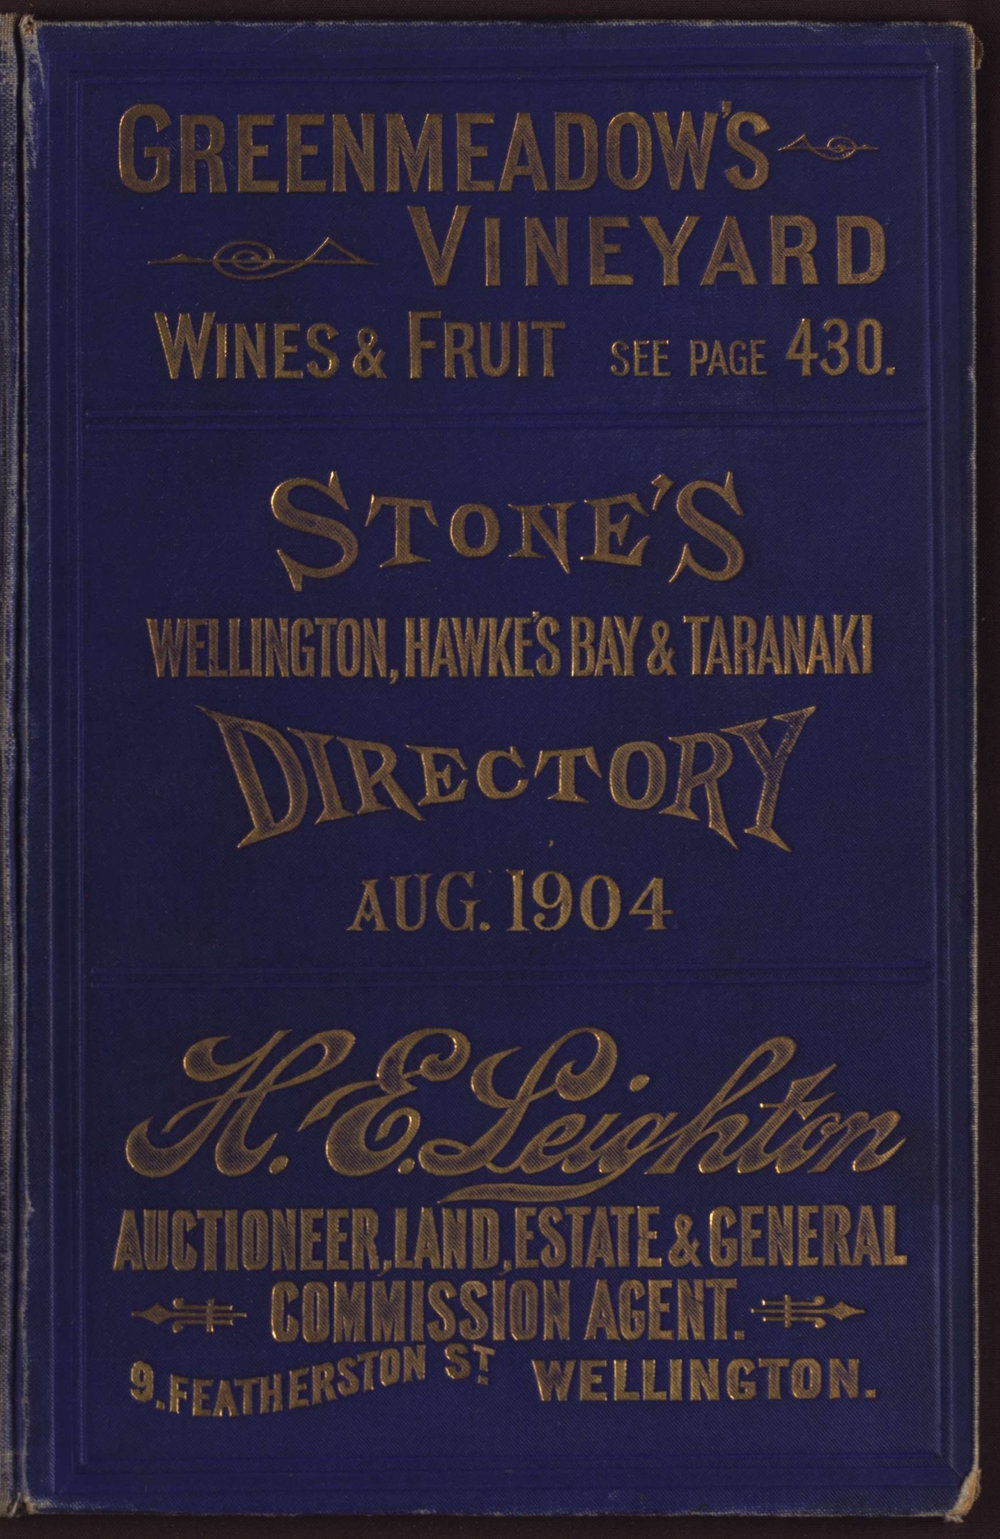 GREENMEADOW'S
VINEYARD
WINES & FRUIT SEE PAGE 430.
STONE'S
WELLINGTON, HAWKE'S BAY & TARANAKI
DIRECTORY
AUG. 1904
H. E. Leighton
AUCTIONEER, LAND, ESTATE & GENERAL
COMMISSION AGENT.
9. FEATHERSTON ST. WELLINGTON.